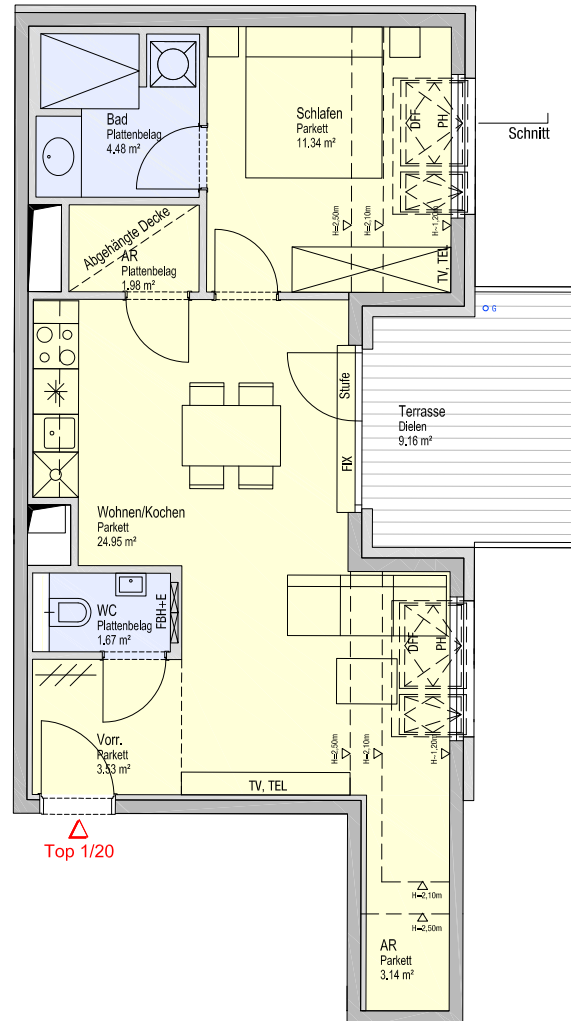 Bad
Plattenbelag
4.48 m²
Schlafen
Parkett
11.34 m²
DFF
PH
Schnitt
H=2,50m
H=2,10m
H=1,20m
TV, TEL
Abgehängte Decke
AR
Plattenbelag
1.98 m²
G
Stufe
FIX
Terrasse
Dielen
9.16 m²
Wohnen/Kochen
Parkett
24.95 m²
WC
Plattenbelag
1.67 m²
FBH+E
DFF
PH
Vorr.
Parkett
3.53 m²
H=2,50m
H=2,10m
H=1,20m
TV, TEL
Top 1/20
H=2,10m
H=2,50m
AR
Parkett
3.14 m²